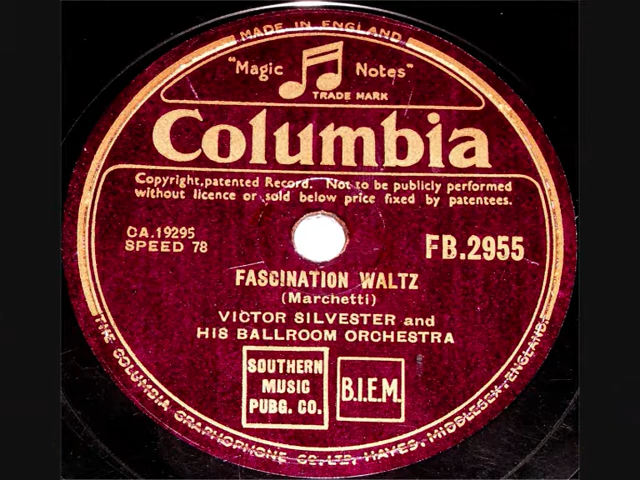 MADE IN ENGLAND
"Magic Notes"
TRADE MARK
Columbia
Copyright, patented Record. Not to be publicly performed
without licence or sold below price fixed by patentees.
CA.19295
SPEED 78
FB.2955
FASCINATION WALTZ
(Marchetti)
VICTOR SILVESTER and
HIS BALLROOM ORCHESTRA
SOUTHERN
MUSIC
PUBG. CO.
B.I.E.M.
THE COLUMBIA GRAPHOPHONE CO., LTD., HAYES, MIDDLESEX, ENGLAND.